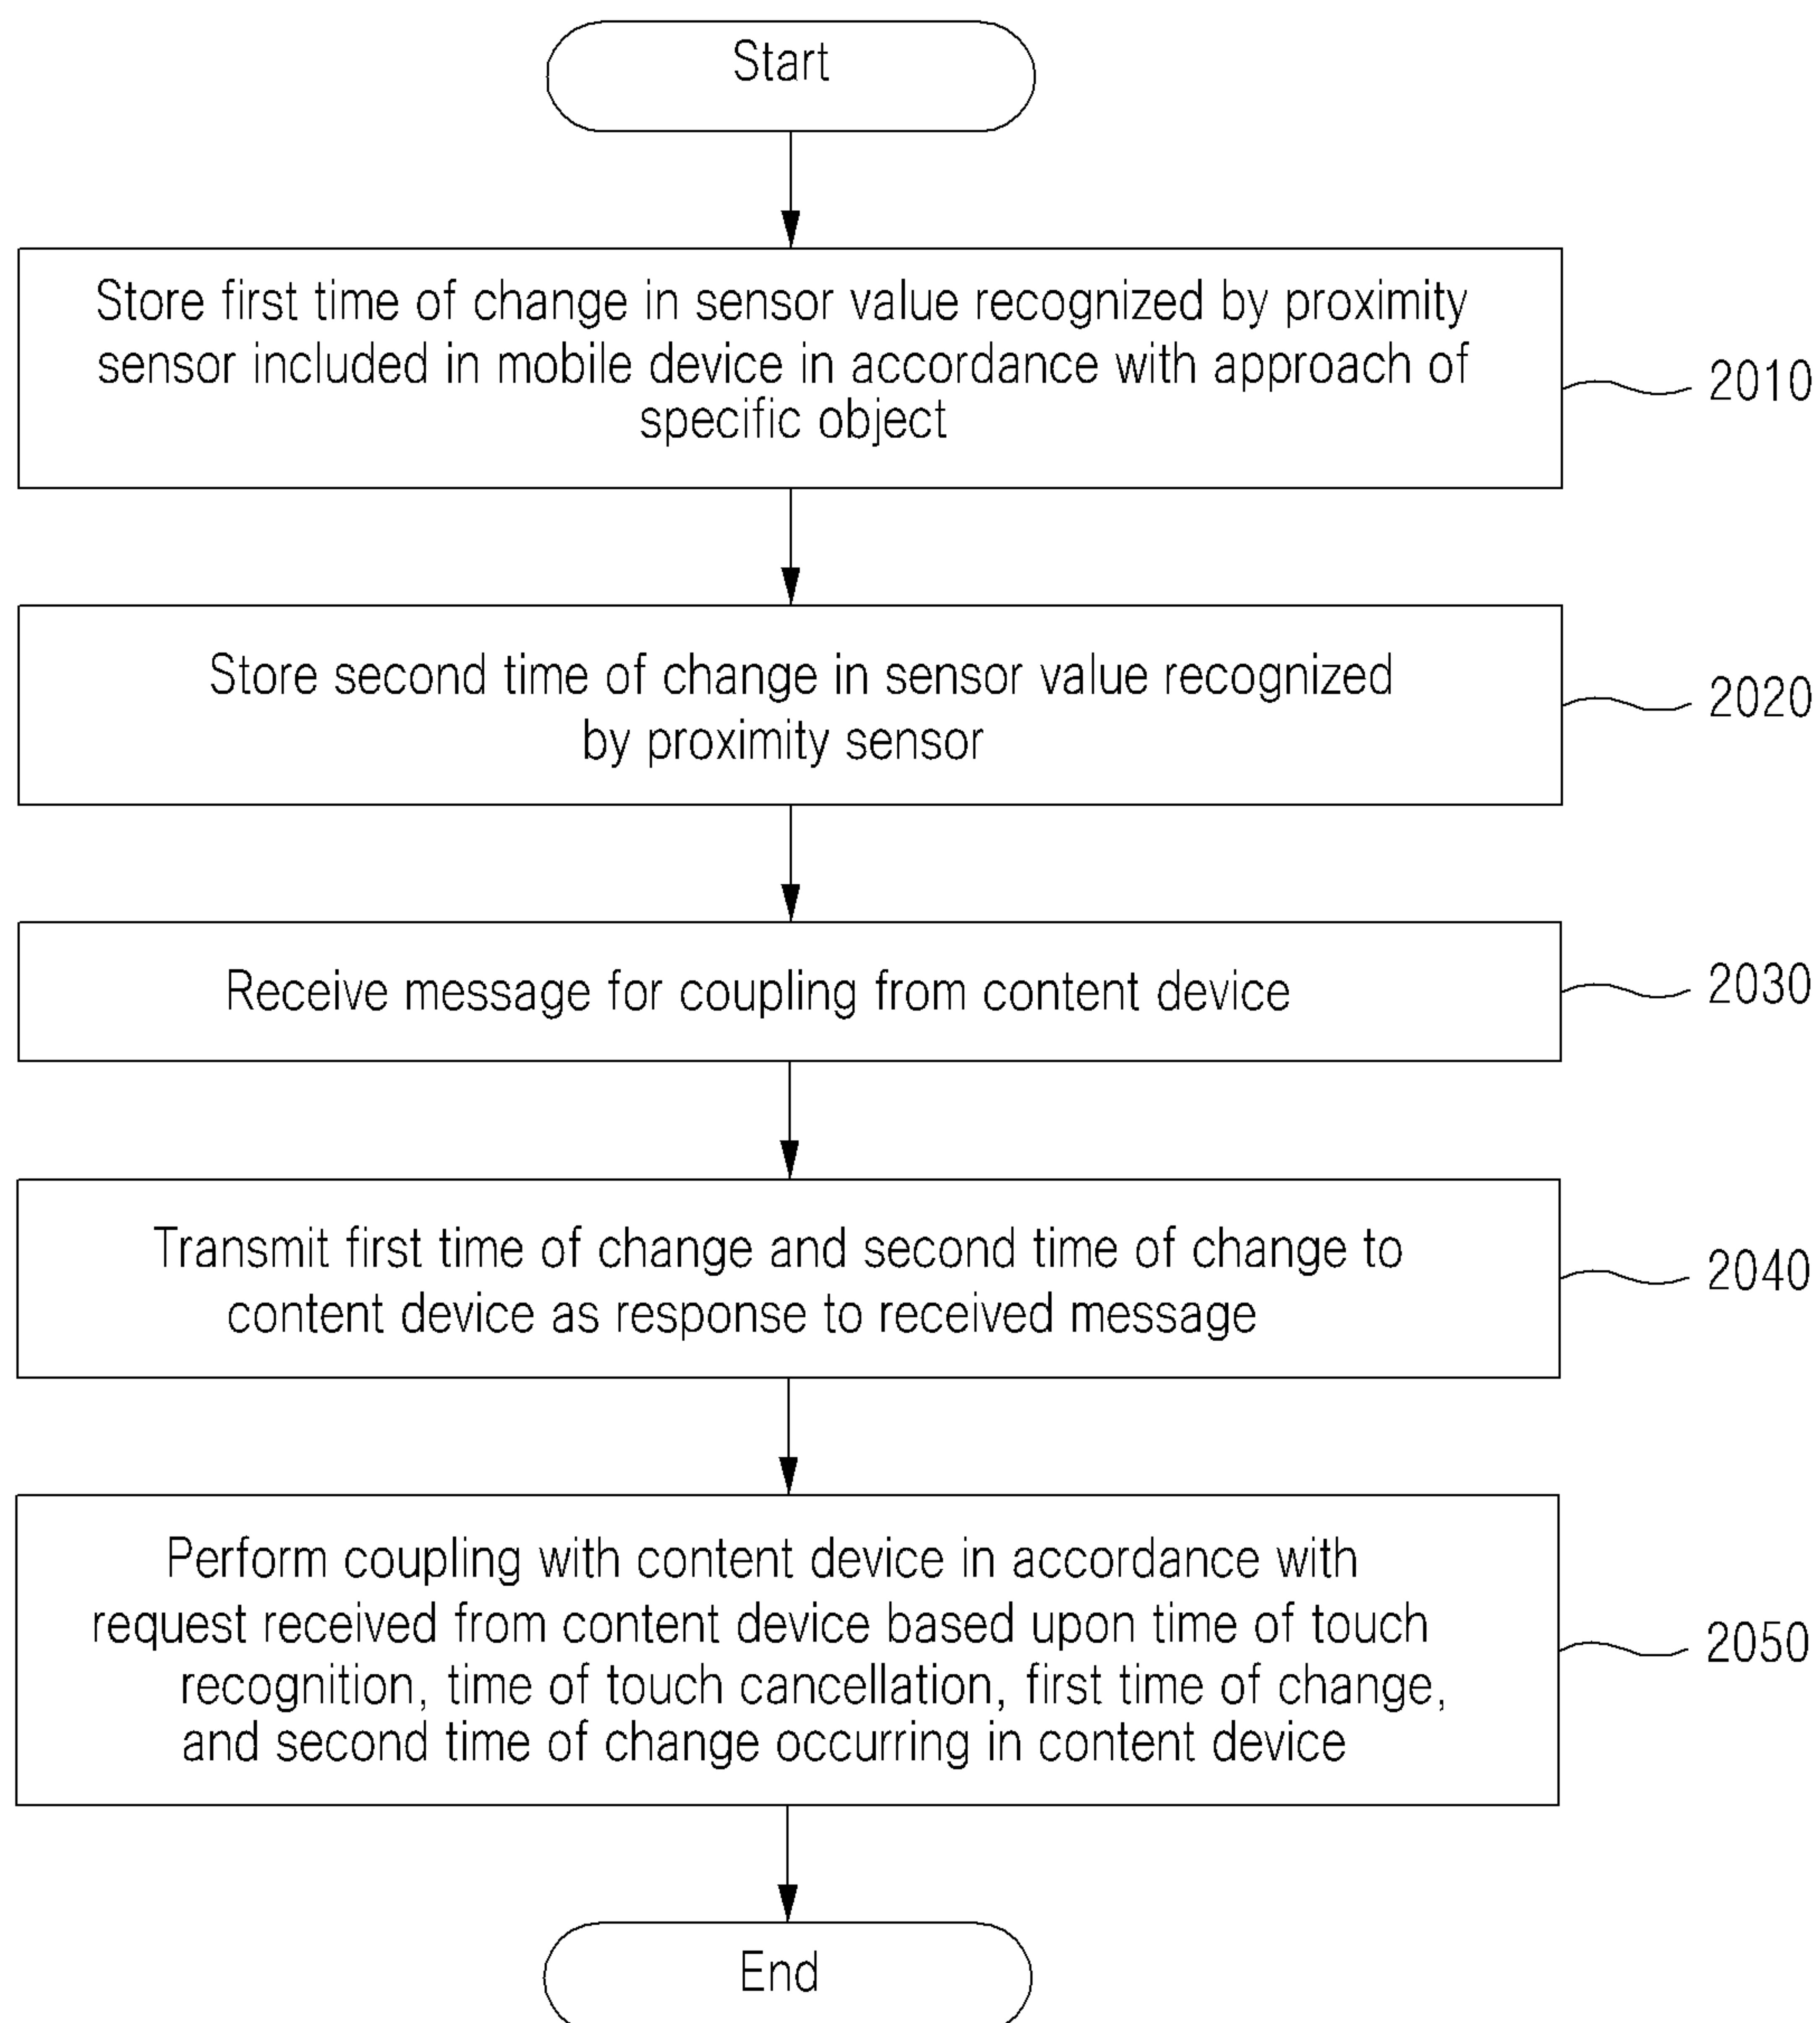 Start
Store first time of change in sensor value recognized by proximity
sensor included in mobile device in accordance with approach of
specific object
2010
Store second time of change in sensor value recognized
by proximity sensor
2020
Receive message for coupling from content device
2030
Transmit first time of change and second time of change to
content device as response to received message
2040
Perform coupling with content device in accordance with
request received from content device based upon time of touch
recognition, time of touch cancellation, first time of change,
and second time of change occurring in content device
2050
End